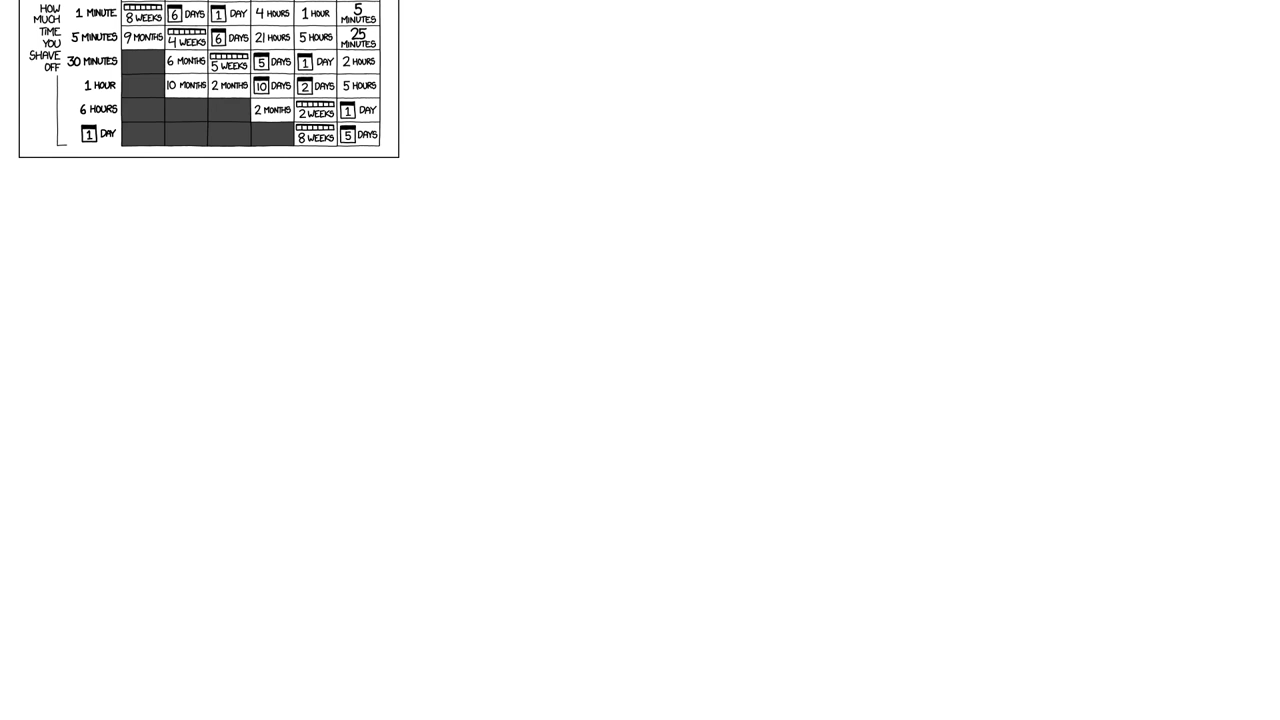 HOW MUCH TIME YOU SHAVE OFF
1 MINUTE 8 WEEKS 6 DAYS 1 DAY 4 HOURS 1 HOUR 5 MINUTES
5 MINUTES 9 MONTHS 4 WEEKS 6 DAYS 21 HOURS 5 HOURS 25 MINUTES
30 MINUTES 6 MONTHS 5 WEEKS 5 DAYS 1 DAY 2 HOURS
1 HOUR 10 MONTHS 2 MONTHS 10 DAYS 2 DAYS 5 HOURS
6 HOURS 2 MONTHS 2 WEEKS 1 DAY
1 DAY 8 WEEKS 5 DAYS